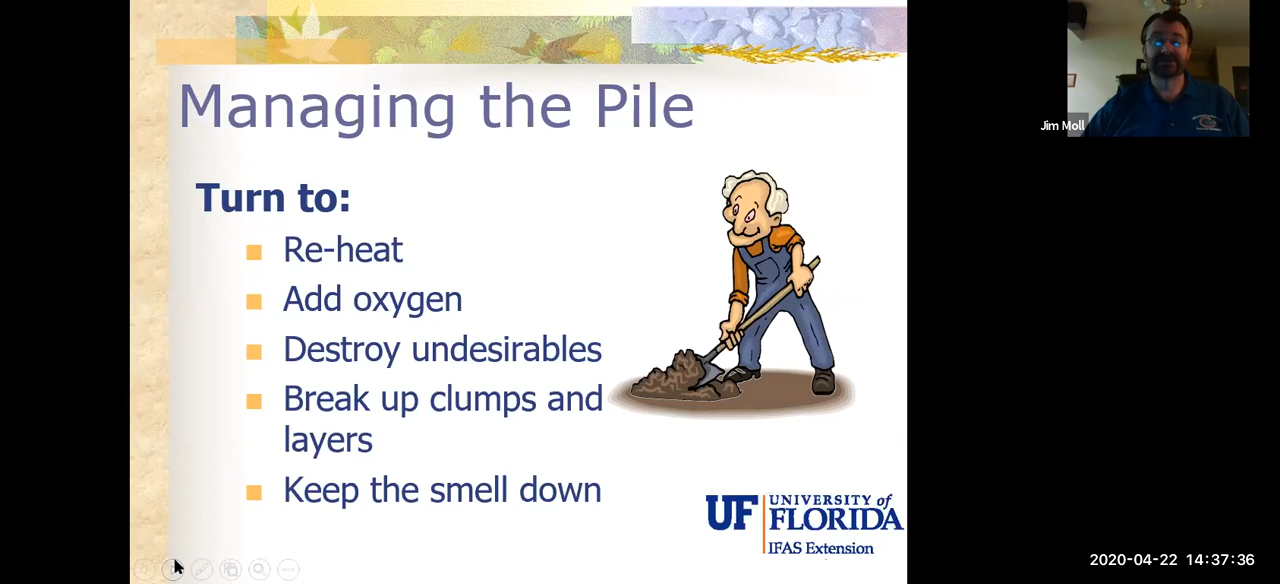 Managing the Pile
Turn to:
Re-heat
Add oxygen
Destroy undesirables
Break up clumps and
layers
Keep the smell down
UF UNIVERSITY of
FLORIDA
IFAS Extension
Jim Moll
2020-04-22 14:37:36